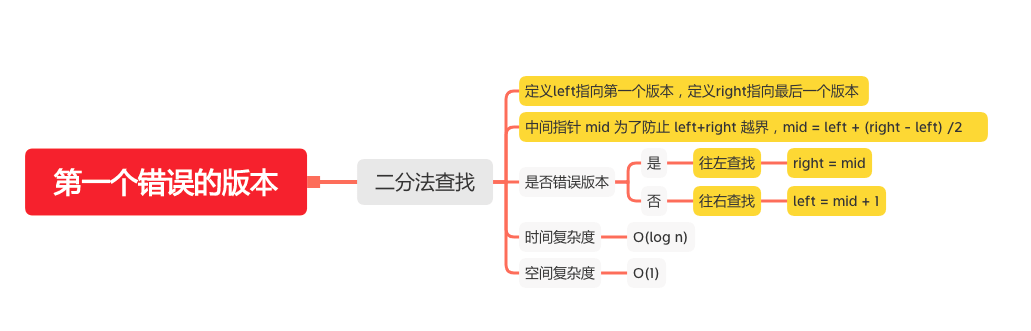 第一个错误的版本
二分法查找
定义left指向第一个版本，定义right指向最后一个版本
中间指针 mid 为了防止 left+right 越界，mid = left + (right - left) /2
是否错误版本
是
往左查找
right = mid
否
往右查找
left = mid + 1
时间复杂度
O(log n)
空间复杂度
O(1)